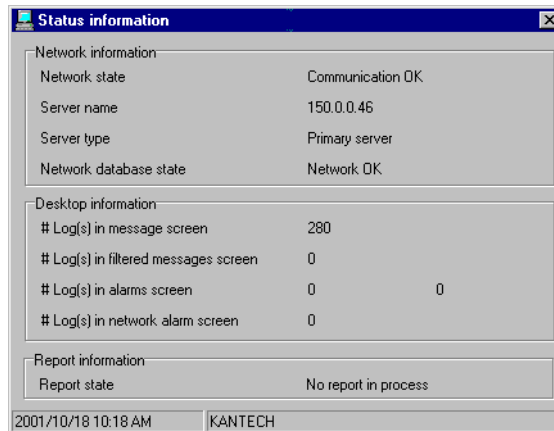 Status information
Network information
Network state Communication OK
Server name 150.0.0.46
Server type Primary server
Network database state Network OK
Desktop information
# Log(s) in message screen 280
# Log(s) in filtered messages screen 0
# Log(s) in alarms screen 0 0
# Log(s) in network alarm screen 0
Report information
Report state No report in process
2001/10/18 10:18 AM KANTECH